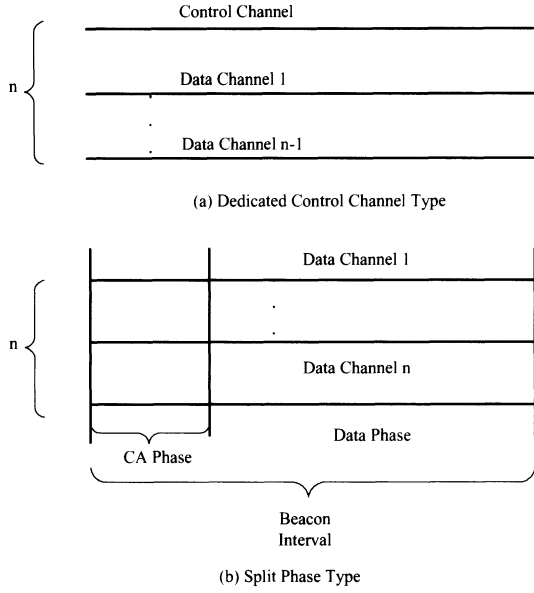 Control Channel
n
Data Channel 1
Data Channel n-1
(a) Dedicated Control Channel Type
Data Channel 1
n
Data Channel n
CA Phase
Data Phase
Beacon
Interval
(b) Split Phase Type